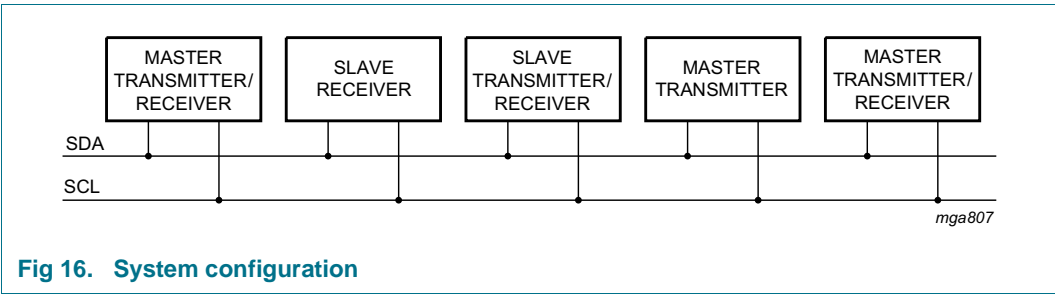 MASTER
TRANSMITTER/
RECEIVER
SLAVE
RECEIVER
SLAVE
TRANSMITTER/
RECEIVER
MASTER
TRANSMITTER
MASTER
TRANSMITTER/
RECEIVER
SDA
SCL
mga807
Fig 16. System configuration